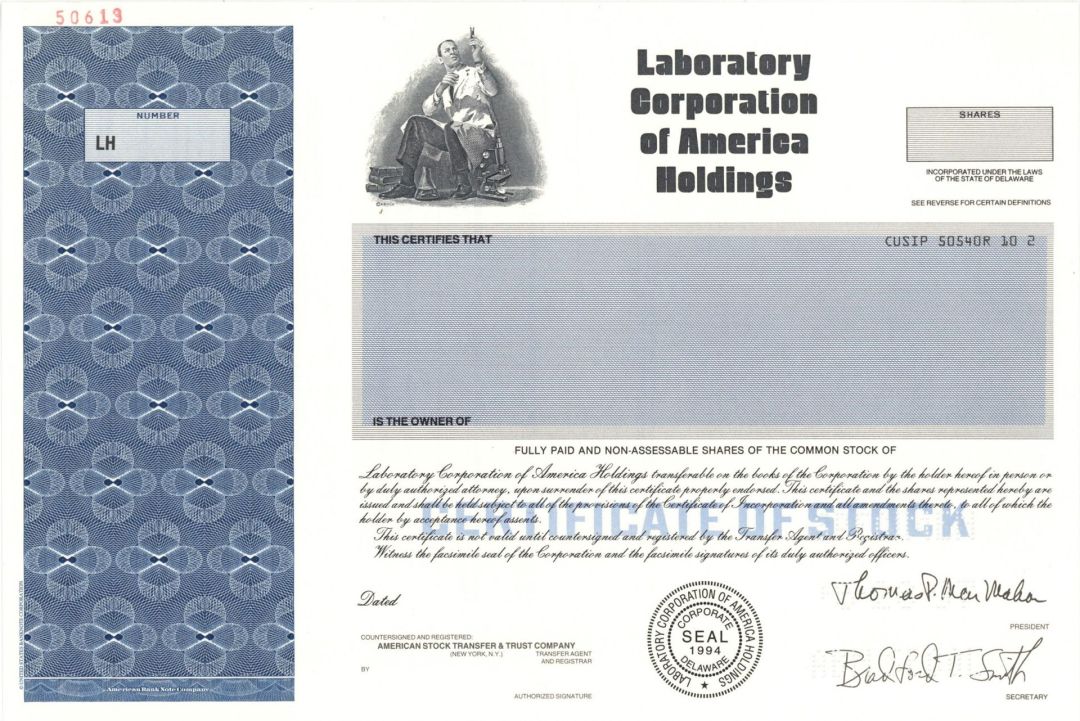 50613
NUMBER
LH
Laboratory
Corporation
of America
Holdings
SHARES
INCORPORATED UNDER THE LAWS
OF THE STATE OF DELAWARE
SEE REVERSE FOR CERTAIN DEFINITIONS
THIS CERTIFIES THAT
CUSIP 50540R 10 2
IS THE OWNER OF
FULLY PAID AND NON-ASSESSABLE SHARES OF THE COMMON STOCK OF
Laboratory Corporation of America Holdings transferable on the books of the Corporation by the holder hereof in person or
by duly authorized attorney, upon surrender of this certificate properly endorsed. This certificate and the shares represented hereby are
issued and shall be held subject to all of the provisions of the Certificate of Incorporation and all amendments thereto, to all of which the
holder by acceptance hereof assents.
CERTIFICATE OF STOCK
This certificate is not valid until countersigned and registered by the Transfer Agent and Registrar.
Witness the facsimile seal of the Corporation and the facsimile signatures of its duly authorized officers.
Dated
COUNTERSIGNED AND REGISTERED:
AMERICAN STOCK TRANSFER & TRUST COMPANY
(NEW YORK, N.Y.) TRANSFER AGENT
AND REGISTRAR
BY
AUTHORIZED SIGNATURE
LABORATORY CORPORATION OF AMERICA HOLDINGS
CORPORATE
SEAL
1994
DELAWARE
Thomas P. Mac Mahon
PRESIDENT
Bradford T. Smith
SECRETARY
American Bank Note Company
© UNITED STATES BANKNOTE CORPORATION